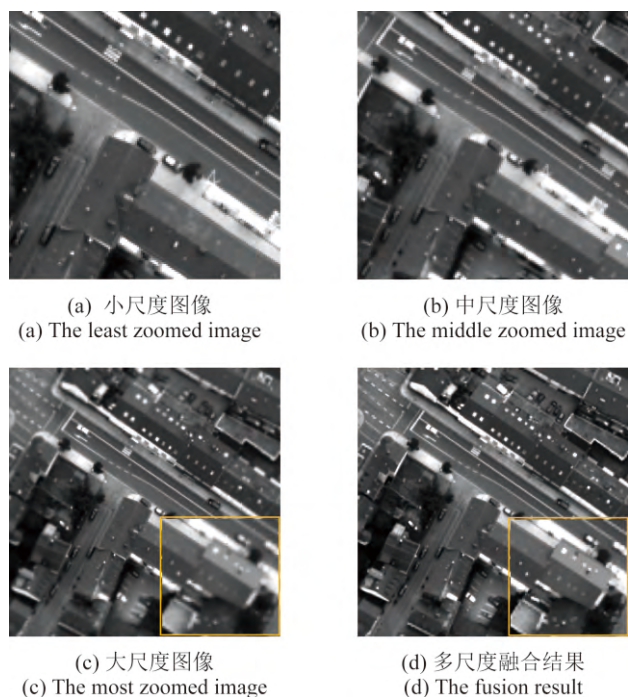 (a) 小尺度图像
(a) The least zoomed image
(b) 中尺度图像
(b) The middle zoomed image
(c) 大尺度图像
(c) The most zoomed image
(d) 多尺度融合结果
(d) The fusion result